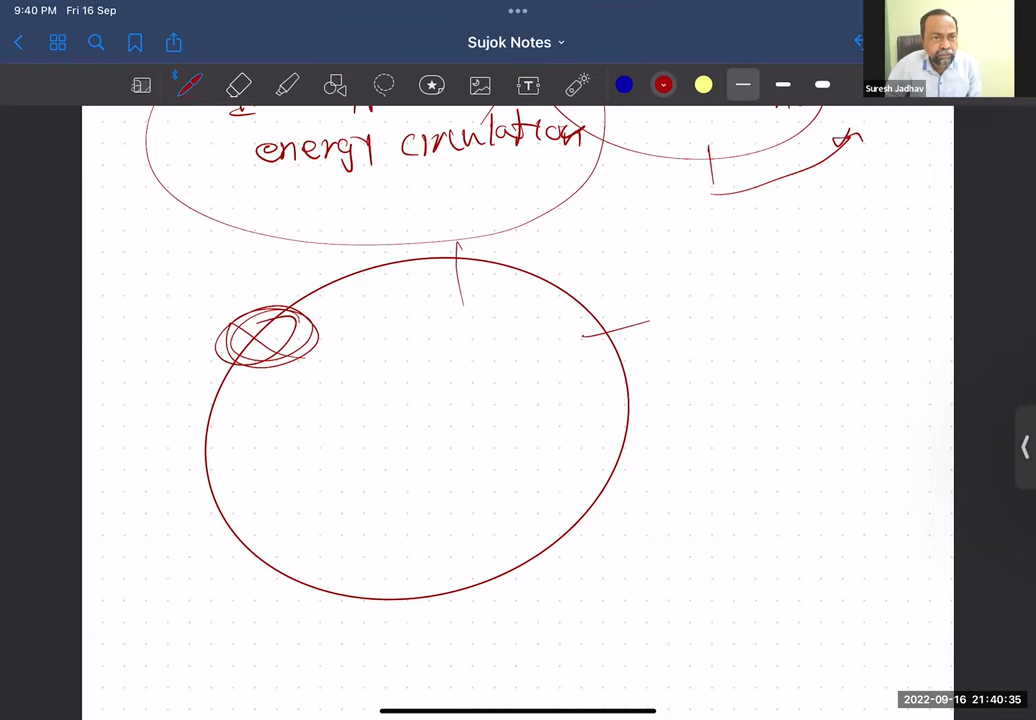 9:40 PM Fri 16 Sep
Sujok Notes
Suresh Jadhav
energy circulation
2022-09-16 21:40:35